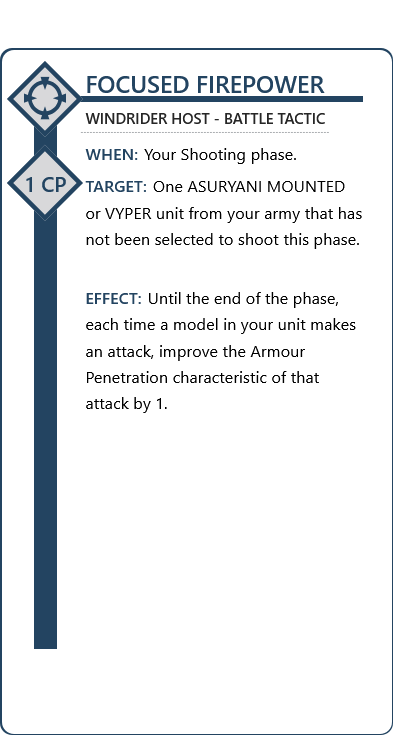 FOCUSED FIREPOWER
WINDRIDER HOST - BATTLE TACTIC
WHEN: Your Shooting phase.
1 CP
TARGET: One ASURYANI MOUNTED
or VYPER unit from your army that has
not been selected to shoot this phase.
EFFECT: Until the end of the phase,
each time a model in your unit makes
an attack, improve the Armour
Penetration characteristic of that
attack by 1.